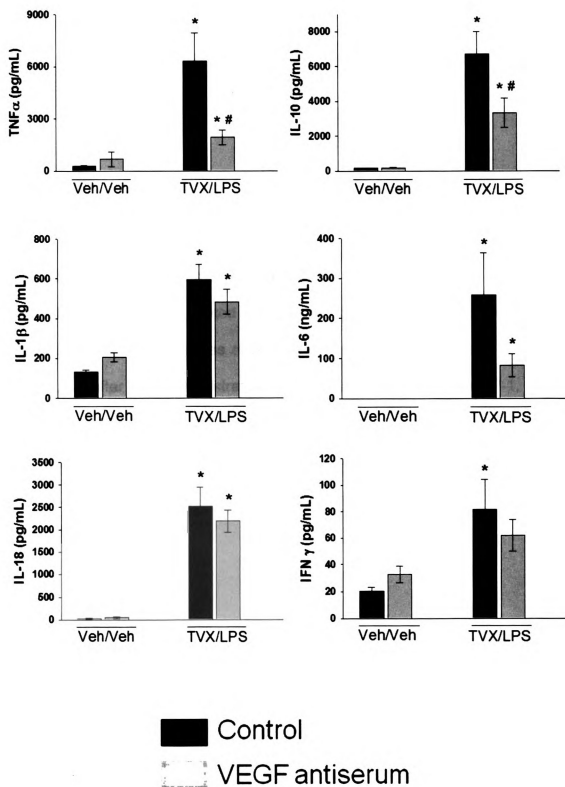 TNFα (pg/mL)
9000
6000
3000
0
*
* #
Veh/Veh
TVX/LPS
IL-10 (pg/mL)
8000
6000
4000
2000
0
*
* #
Veh/Veh
TVX/LPS
IL-1β (pg/mL)
800
600
400
200
0
*
*
Veh/Veh
TVX/LPS
IL-6 (ng/mL)
400
300
200
100
0
*
*
Veh/Veh
TVX/LPS
IL-18 (pg/mL)
3500
3000
2500
2000
1500
1000
500
0
*
*
Veh/Veh
TVX/LPS
IFN γ (pg/mL)
120
100
80
60
40
20
0
*
Veh/Veh
TVX/LPS
Control
VEGF antiserum